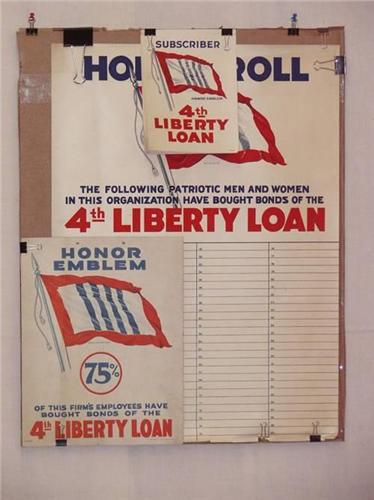 SUBSCRIBER
4th
LIBERTY
LOAN
HO ROLL
THE FOLLOWING PATRIOTIC MEN AND WOMEN
IN THIS ORGANIZATION HAVE BOUGHT BONDS OF THE
4th LIBERTY LOAN
HONOR
EMBLEM
75%
OF THIS FIRM'S EMPLOYEES HAVE
BOUGHT BONDS OF THE
4th LIBERTY LOAN